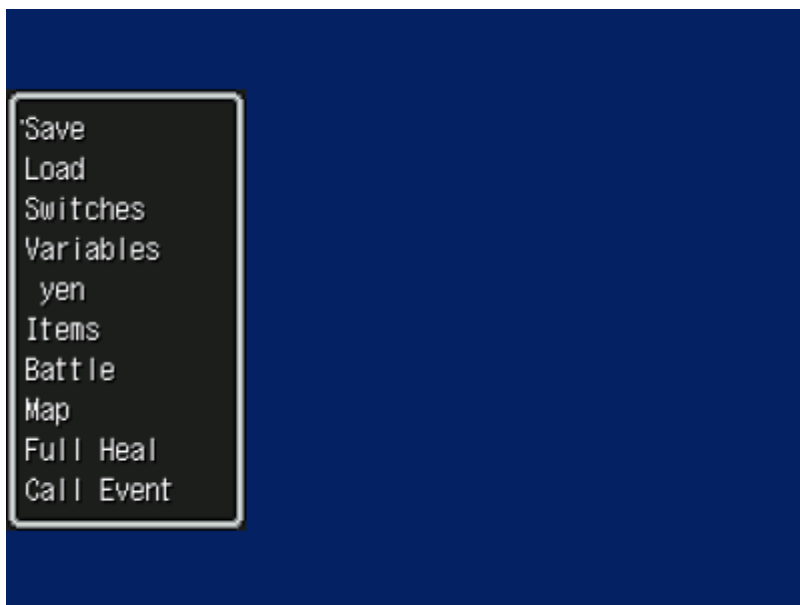 Save
Load
Switches
Variables
yen
Items
Battle
Map
Full Heal
Call Event